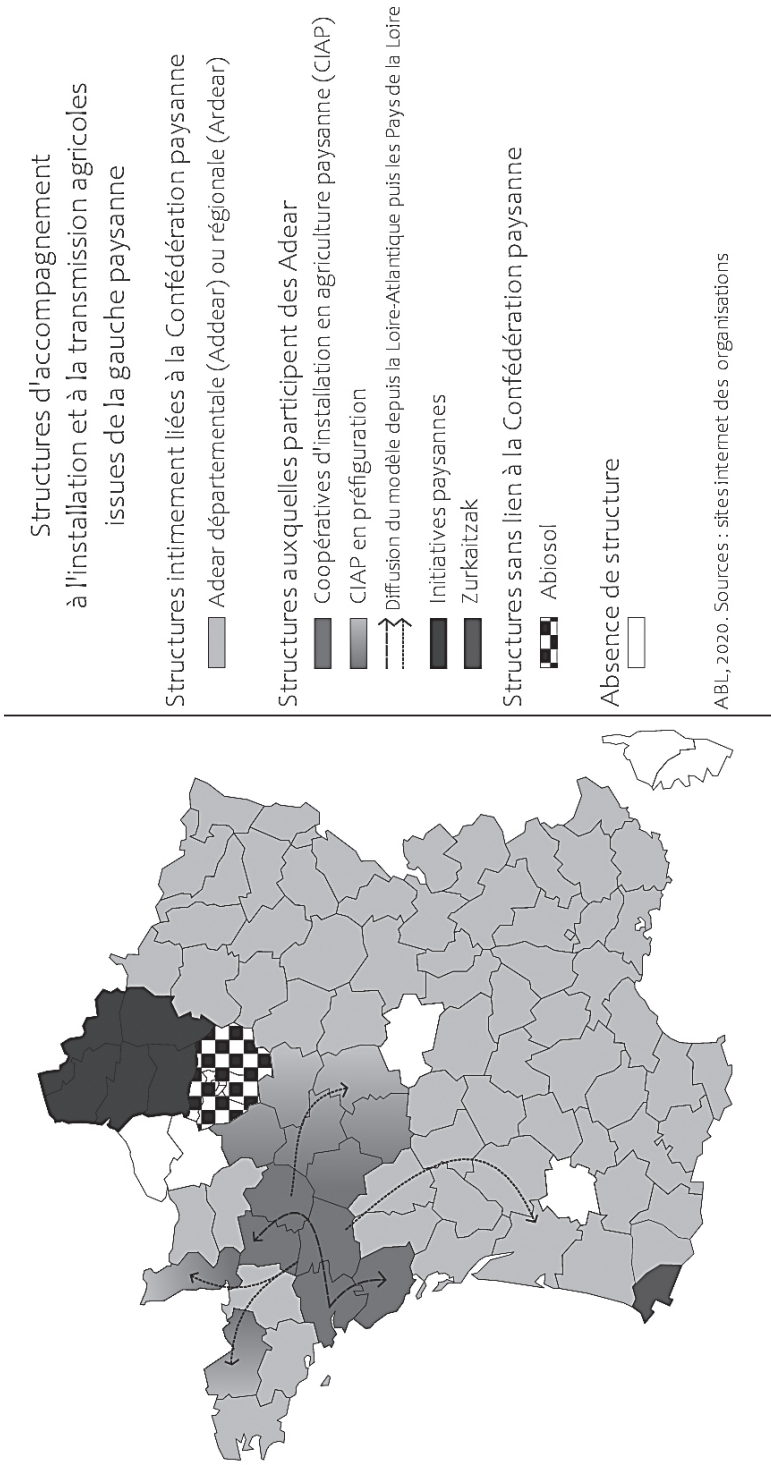 Structures d'accompagnement
à l'installation et à la transmission agricoles
issues de la gauche paysanne
Structures intimement liées à la Confédération paysanne
Adear départementale (Addear) ou régionale (Ardear)
Structures auxquelles participent des Adear
Coopératives d'installation en agriculture paysanne (CIAP)
CIAP en préfiguration
Diffusion du modèle depuis la Loire-Atlantique puis les Pays de la Loire
Initiatives paysannes
Zurkaitzak
Structures sans lien à la Confédération paysanne
Abiosol
Absence de structure
ABL, 2020. Sources : sites internet des organisations